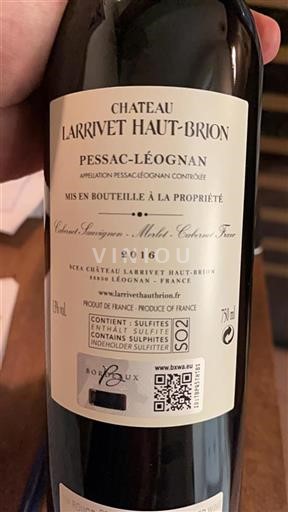 CHATEAU
LARRIVET HAUT-BRION
PESSAC-LÉOGNAN
APPELLATION PESSAC-LÉOGNAN CONTRÔLÉE
MIS EN BOUTEILLE À LA PROPRIÉTÉ
Cabernet Sauvignon - Merlot - Cabernet Franc
VINIOU
2016
SCEA CHÂTEAU LARRIVET HAUT-BRION
33850 LÉOGNAN - FRANCE
www.larrivethautbrion.fr
PRODUIT DE FRANCE - PRODUCE OF FRANCE
13% vol.
750 ml
CONTIENT : SULFITES
ENTHÄLT SULFITE
CONTAINS SULPHITES
INDEHOLDER SULFITTER
SO2
BORDEAUX
www.bxwa.eu